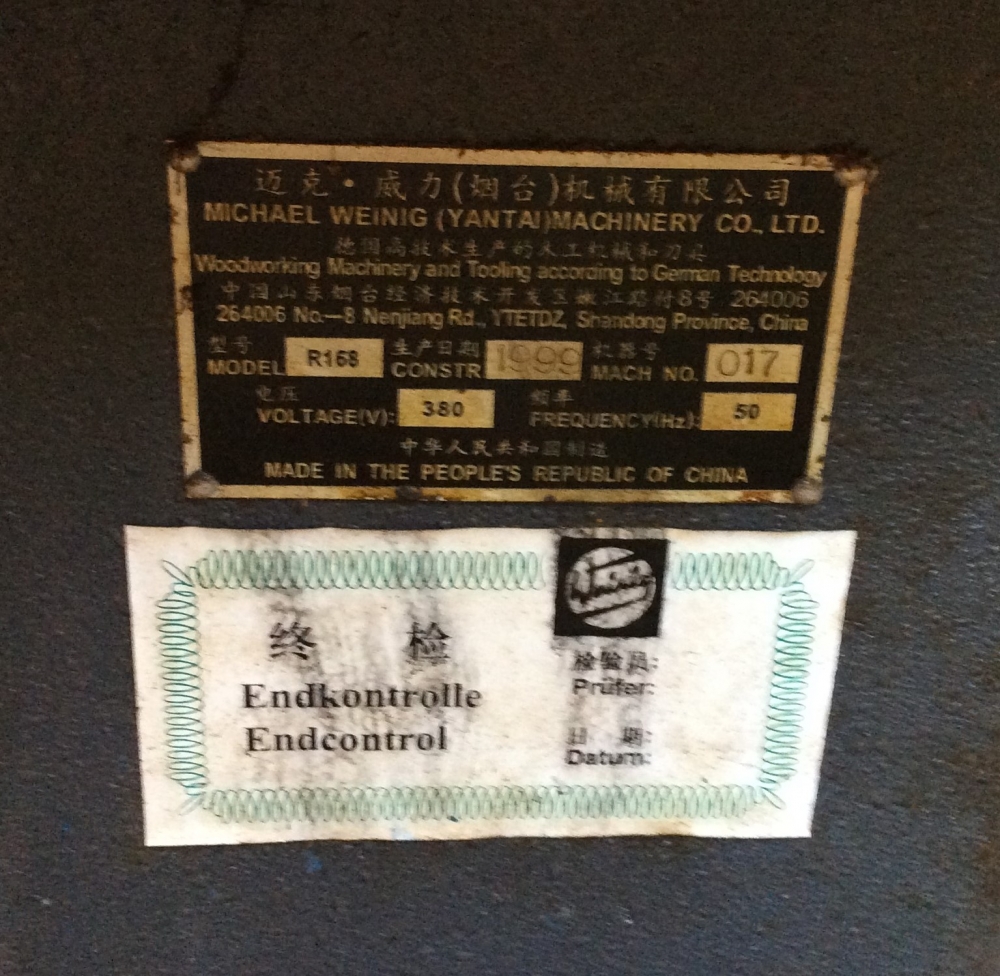 迈克·威力(烟台)机械有限公司
MICHAEL WEINIG (YANTAI)MACHINERY CO., LTD.
德国高技术生产的木工机械和刀具
Woodworking Machinery and Tooling according to German Technology
中国山东烟台经济技术开发区嫩江路付8号 264006
264006 No.—8 Nenjiang Rd., YTETDZ, Shandong Province, China
型号 生产日期 机器号
MODEL R168 CONSTR 1999 MACH NO. 017
电压 频率
VOLTAGE(V): 380 FREQUENCY(Hz): 50
中华人民共和国制造
MADE IN THE PEOPLE'S REPUBLIC OF CHINA
终 检
Endkontrolle
Endcontrol
检验员:
Prüfer:
日 期:
Datum: